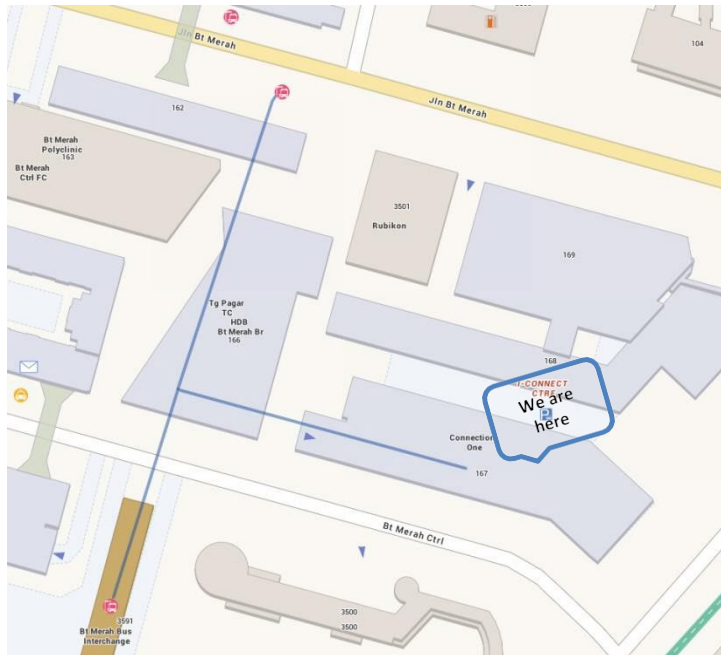 Jln Bt Merah
104
162
Jln Bt Merah
Bt Merah
Polyclinic
163
Bt Merah
Ctrl FC
3501
Rubikon
169
Tg Pagar
TC
HDB
Bt Merah Br
166
168
I-CONNECT
CTRE
We are
here
P
Connection
One
167
Bt Merah Ctrl
3591
Bt Merah Bus
Interchange
3500
3500